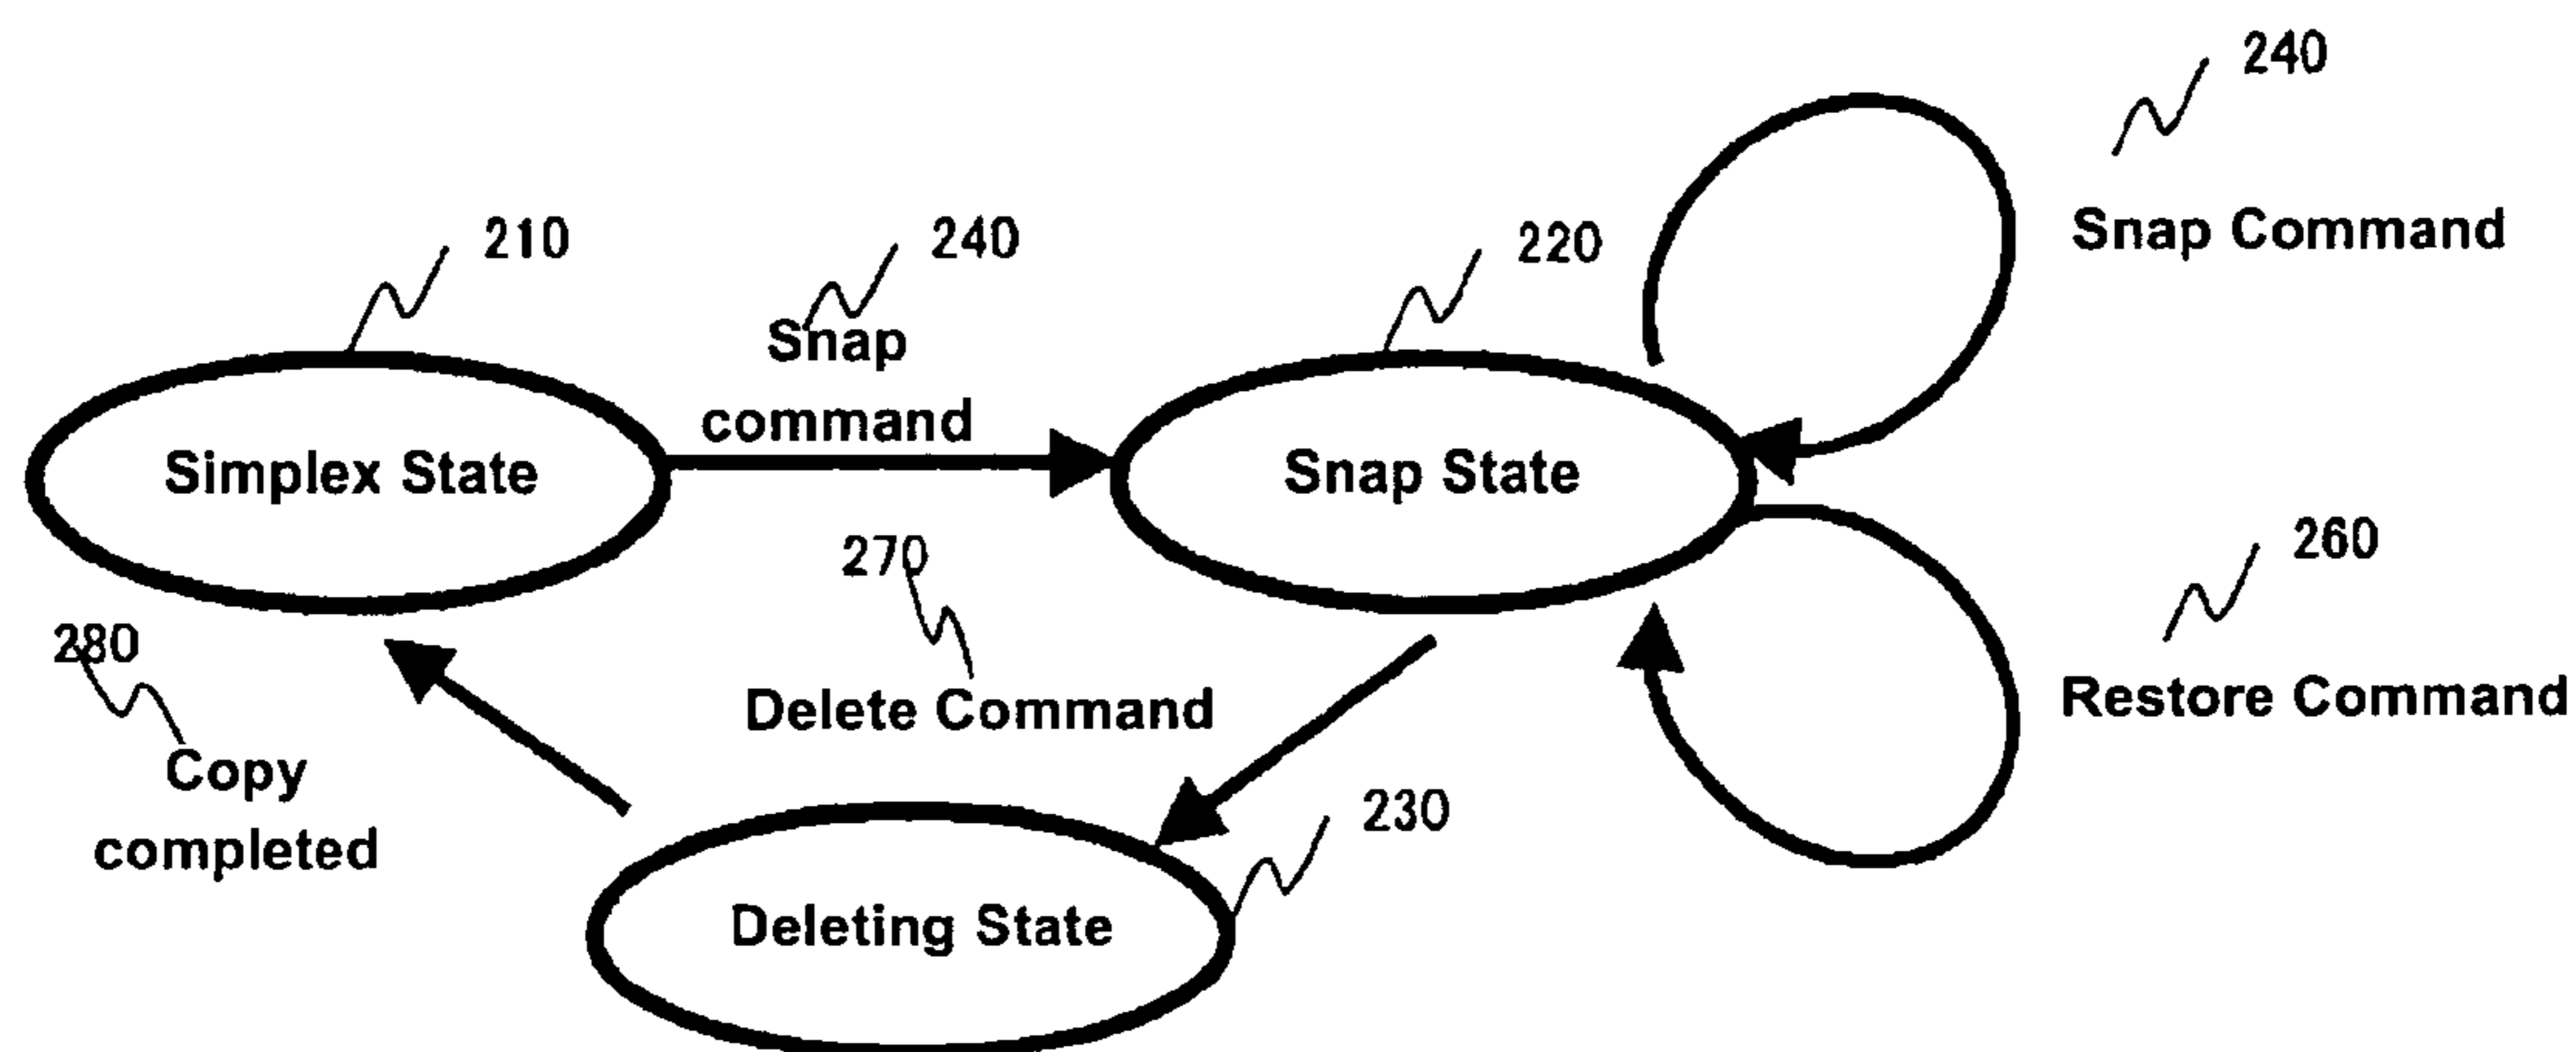 240
Snap Command
210
240
220
Snap
command
Simplex State
Snap State
270
260
280
Delete Command
Restore Command
Copy
completed
230
Deleting State